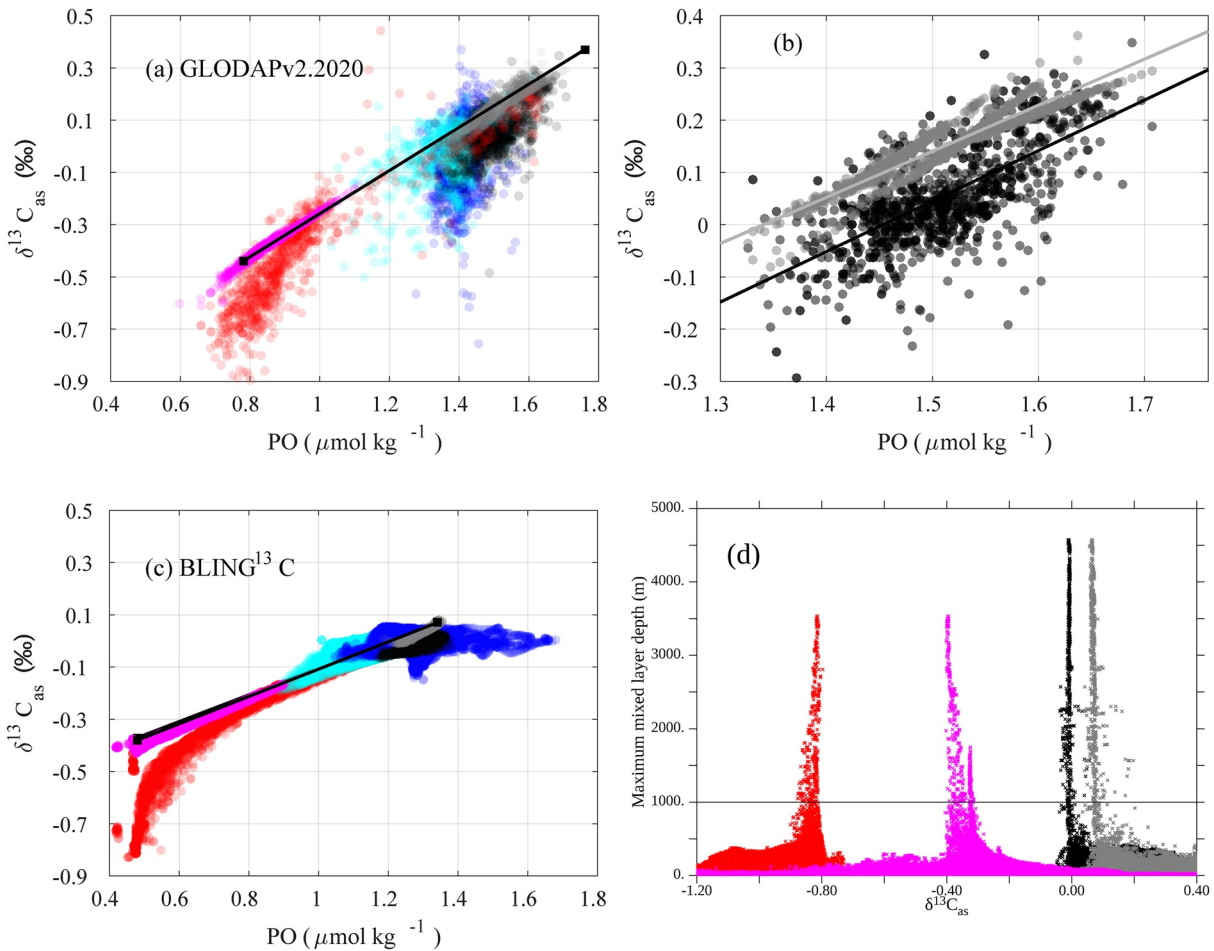 0.5
0.3
0.1
-0.1
-0.3
-0.5
-0.7
-0.9
δ13 C as (‰)
(a) GLODAPv2.2020
0.4 0.6 0.8 1 1.2 1.4 1.6 1.8
PO ( μmol kg -1 )
0.4
0.3
0.2
0.1
0
-0.1
-0.2
-0.3
δ13 C as (‰)
(b)
1.3 1.4 1.5 1.6 1.7
PO ( μmol kg -1 )
0.5
0.3
0.1
-0.1
-0.3
-0.5
-0.7
-0.9
δ13 C as (‰)
(c) BLING13 C
0.4 0.6 0.8 1 1.2 1.4 1.6 1.8
PO ( μmol kg -1 )
5000.
4000.
3000.
2000.
1000.
0.
Maximum mixed layer depth (m)
(d)
-1.20 -0.80 -0.40 0.00 0.40
δ13Cas